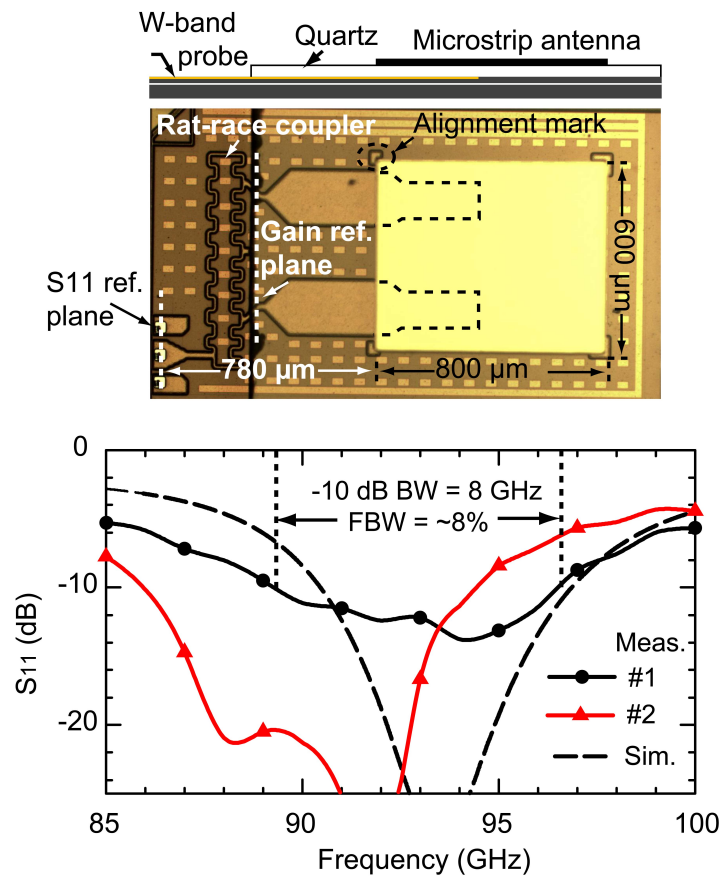 W-band
probe
Quartz
Microstrip antenna
Rat-race coupler
Alignment mark
Gain ref.
plane
S11 ref.
plane
600 µm
780 µm
800 µm
0
-10
-20
S11 (dB)
-10 dB BW = 8 GHz
FBW = ~8%
Meas.
#1
#2
Sim.
85
90
95
100
Frequency (GHz)